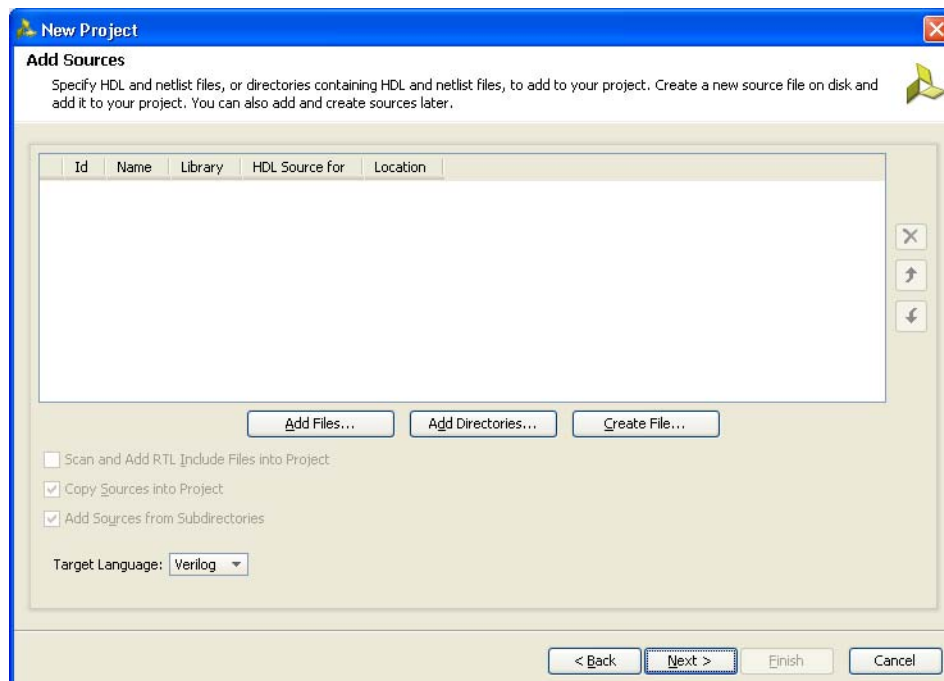 New Project
Add Sources
Specify HDL and netlist files, or directories containing HDL and netlist files, to add to your project. Create a new source file on disk and
add it to your project. You can also add and create sources later.
Id Name Library HDL Source for Location
Add Files... Add Directories... Create File...
Scan and Add RTL Include Files into Project
Copy Sources into Project
Add Sources from Subdirectories
Target Language: Verilog
< Back Next > Finish Cancel